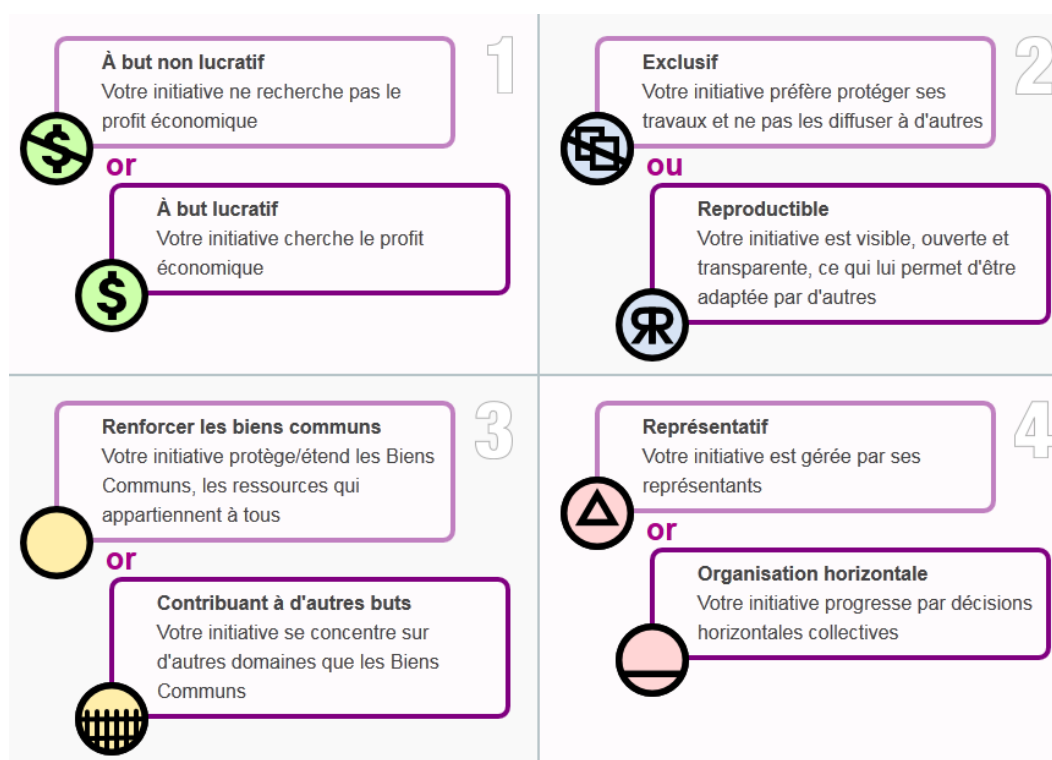 1
À but non lucratif
Votre initiative ne recherche pas le
profit économique
$
or
À but lucratif
Votre initiative cherche le profit
économique
$
2
Exclusif
Votre initiative préfère protéger ses
travaux et ne pas les diffuser à d'autres
ou
Reproductible
Votre initiative est visible, ouverte et
transparente, ce qui lui permet d'être
adaptée par d'autres
3
Renforcer les biens communs
Votre initiative protège/étend les Biens
Communs, les ressources qui
appartiennent à tous
or
Contribuant à d'autres buts
Votre initiative se concentre sur
d'autres domaines que les Biens
Communs
4
Représentatif
Votre initiative est gérée par ses
représentants
or
Organisation horizontale
Votre initiative progresse par décisions
horizontales collectives